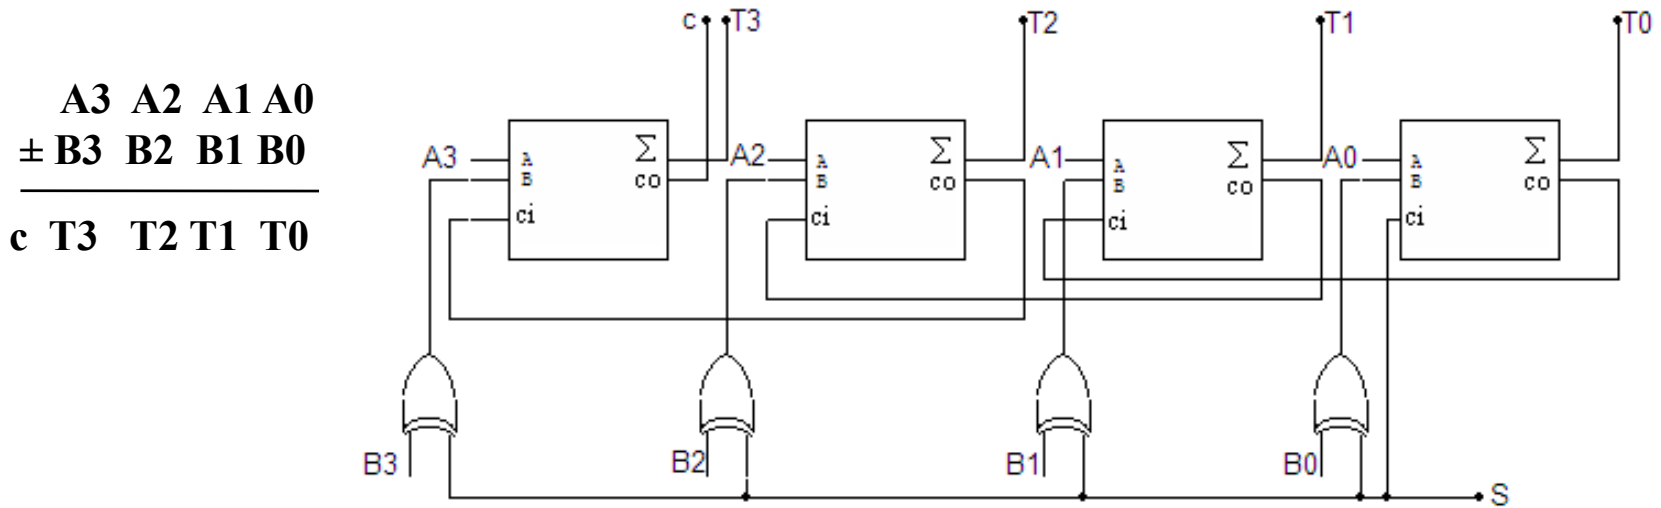 c T3 T2 T1 T0
A3 A2 A1 A0
± B3 B2 B1 B0
c T3 T2 T1 T0
A3 A B ci Σ co
A2 A B ci Σ co
A1 A B ci Σ co
A0 A B ci Σ co
B3 B2 B1 B0
S